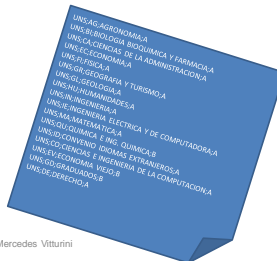 UNS;AG;AGRONOMIA;A
UNS;BI;BIOLOGIA BIOQUIMICA Y FARMACIA;A
UNS;CA;CIENCIAS DE LA ADMINISTRACION;A
UNS;EC;ECONOMIA;A
UNS;FI;FISICA;A
UNS;GR;GEOGRAFIA Y TURISMO;A
UNS;GL;GEOLOGIA;A
UNS;HU;HUMANIDADES;A
UNS;IN;INGENIERIA;A
UNS;IE;INGENIERIA ELECTRICA Y DE COMPUTADORA;A
UNS;MA;MATEMATICA;A
UNS;QU;QUIMICA E ING. QUIMICA;B
UNS;ID;CONVENIO IDIOMAS EXTRANJEROS;A
UNS;CO;CIENCIAS E INGENIERIA DE LA COMPUTACION;A
UNS;EV;ECONOMIA VIEJO;B
UNS;GD;GRADUADOS;B
UNS;DE;DERECHO;A
Mercedes Vitturini